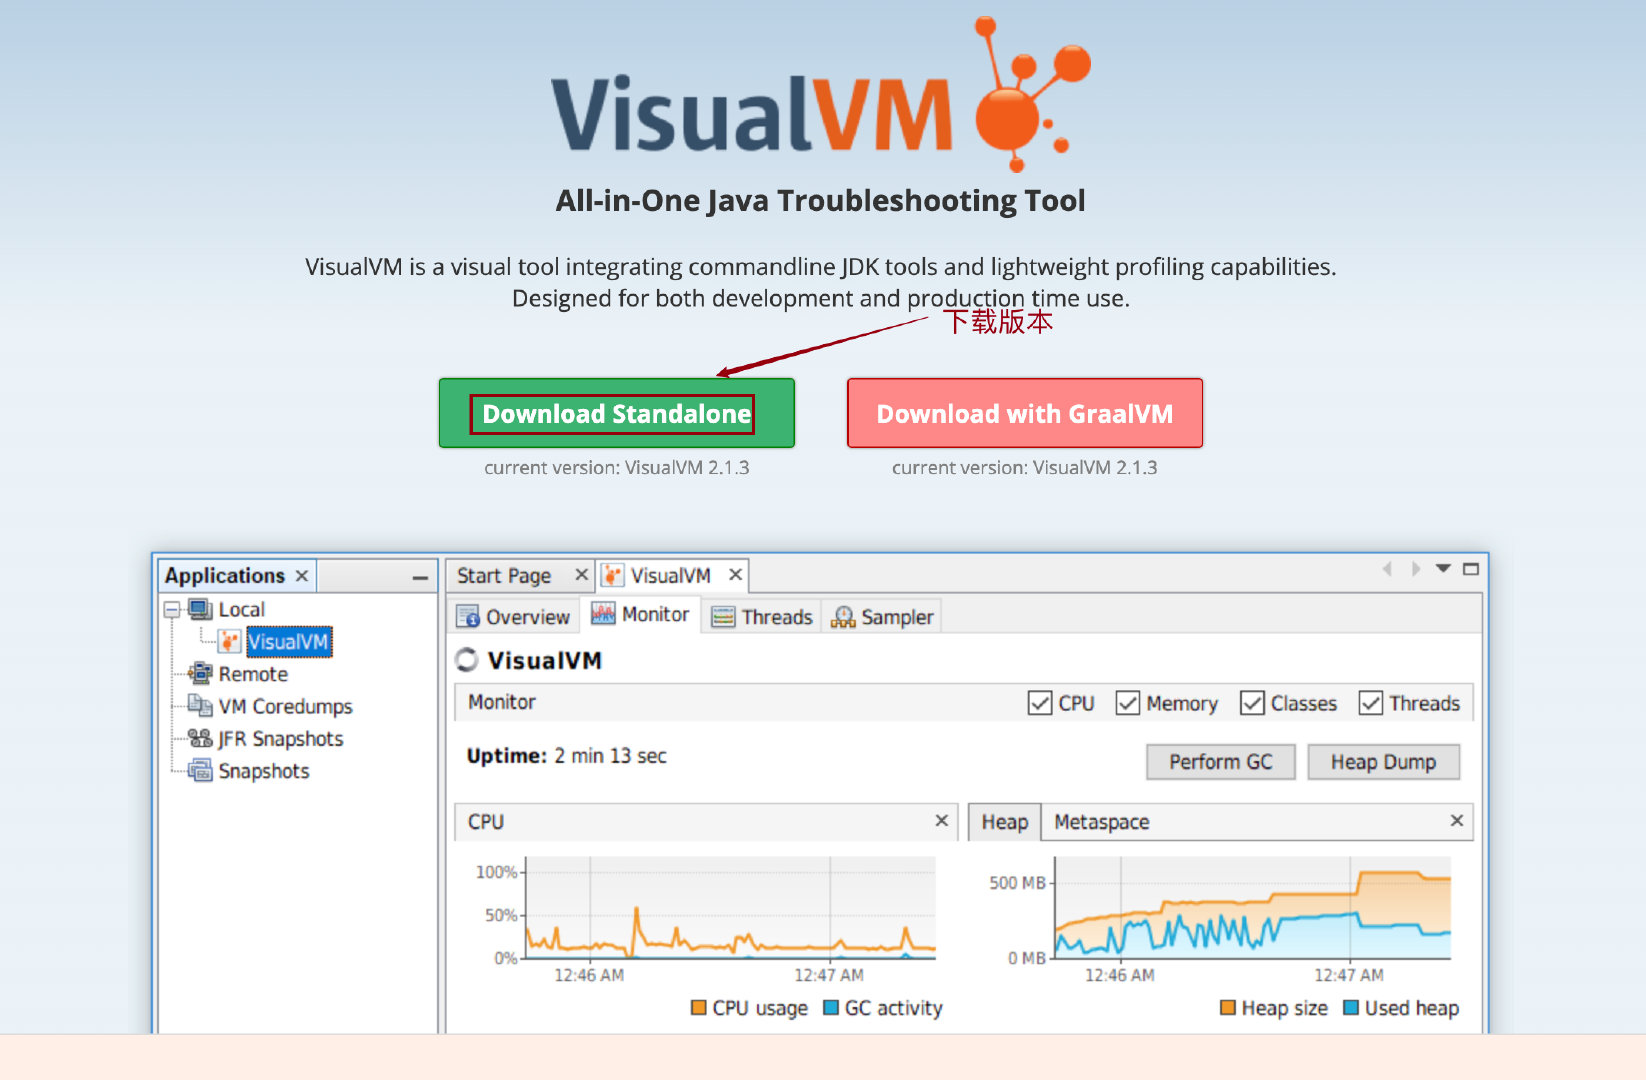 VisualVM
All-in-One Java Troubleshooting Tool
VisualVM is a visual tool integrating commandline JDK tools and lightweight profiling capabilities.
Designed for both development and production time use.
下载版本
Download Standalone
Download with GraalVM
current version: VisualVM 2.1.3
current version: VisualVM 2.1.3
Applications
Local
VisualVM
Remote
VM Coredumps
JFR Snapshots
Snapshots
Start Page
VisualVM
Overview
Monitor
Threads
Sampler
VisualVM
Monitor
CPU
Memory
Classes
Threads
Uptime: 2 min 13 sec
Perform GC
Heap Dump
CPU
100%
50%
0%
12:46 AM
12:47 AM
CPU usage
GC activity
Heap
Metaspace
500 MB
0 MB
12:46 AM
12:47 AM
Heap size
Used heap